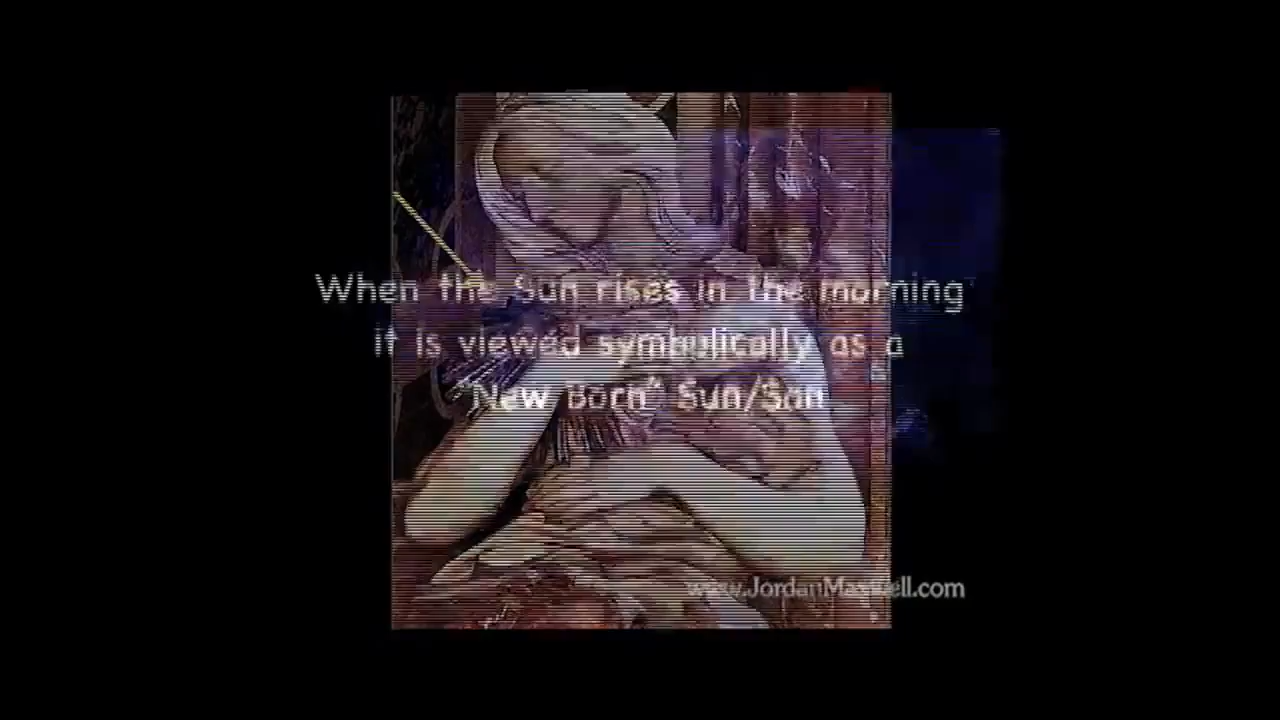 When the Sun rises in the morning
it is viewed symbolically as a
"New Born" Sun/Son
www.JordanMaxwell.com